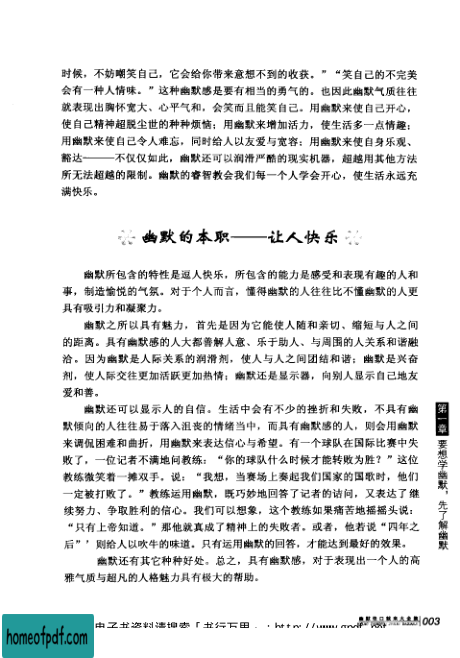 时候，不妨嘲笑自己，它会给你带来意想不到的收获。”“笑自己的不完美
会有一种人情味。”这种幽默感是要有相当的勇气的。也因此幽默气质往往
就表现出胸怀宽大、心平气和，会笑而且能笑自己。用幽默来使自己开心，
使自己精神超脱尘世的种种烦恼；用幽默来增加活力，使生活多一点情趣；
用幽默来使自己令人难忘，同时给人以友爱与宽容；用幽默来使自身乐观、
豁达———不仅仅如此，幽默还可以润滑严酷的现实机器，超越用其他方法
所无法超越的限制。幽默的睿智教会我们每一个人学会开心，使生活永远充
满快乐。
幽默的本职——让人快乐
幽默所包含的特性是逗人快乐，所包含的能力是感受和表现有趣的人和
事，制造愉悦的气氛。对于个人而言，懂得幽默的人往往比不懂幽默的人更
具有吸引力和凝聚力。
幽默之所以具有魅力，首先是因为它能使人随和亲切、缩短与人之间
的距离。具有幽默感的人大都善解人意、乐于助人、与周围的人关系和谐融
洽。因为幽默是人际关系的润滑剂，使人与人之间团结和谐；幽默是兴奋
剂，使人际交往更加活跃更加热情；幽默还是显示器，向别人显示自己地友
爱和善。
幽默还可以显示人的自信。生活中会有不少的挫折和失败，不具有幽
默倾向的人往往易于落入沮丧的情绪当中，而具有幽默感的人，则会用幽默
来调侃困难和曲折，用幽默来表达信心与希望。有一个球队在国际比赛中失
败了，一位记者不满地问教练：“你的球队什么时候才能转败为胜？”这位
教练微笑着一摊双手。说：“我想，当赛场上奏起我们国家的国歌时，他们
一定被打败了。”教练运用幽默，既巧妙地回答了记者的诘问，又表达了继
续努力、争取胜利的信心。我们可以想象，这个教练如果痛苦地摇摇头说：
“只有上帝知道。”那他就真成了精神上的失败者。或者，他若说“四年之
后”’则给人以吹牛的味道。只有运用幽默的回答，才能达到最好的效果。
幽默还有其它种种好处。总之，具有幽默感，对于表现出一个人的高
雅气质与超凡的人格魅力具有极大的帮助。
第一章 要想学幽默，先了解幽默
003
homeofpdf.com